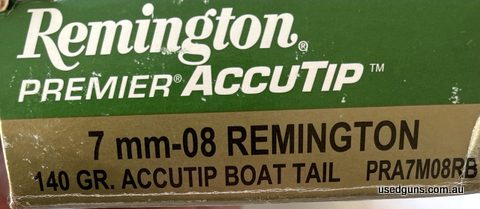 Remington®
PREMIER® ACCUTIP™
7 mm-08 REMINGTON
140 GR. ACCUTIP BOAT TAIL PRA7M08RB
usedguns.com.au